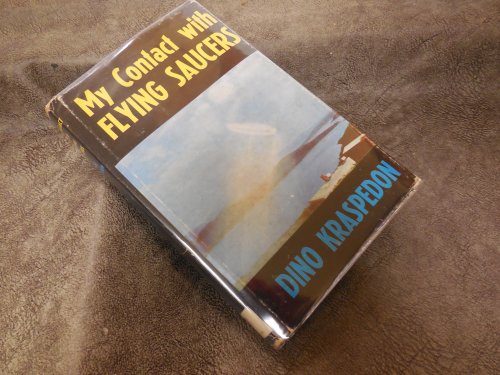 My Contact with
FLYING SAUCERS
DINO KRASPEDON